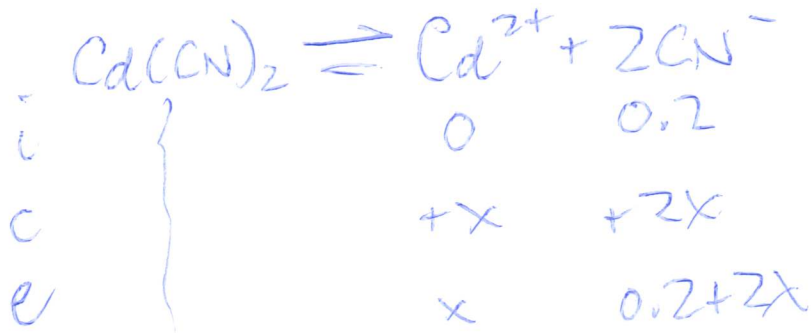 Cd(CN)₂ ⇌ Cd²⁺ + 2CN⁻
i 0 0.2
c +x +2x
e x 0.2+2x